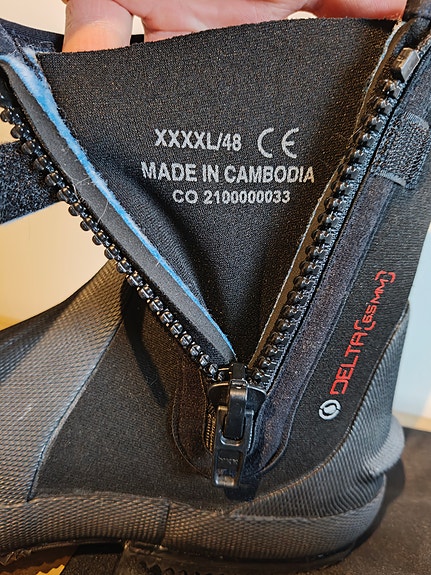 XXXXL/48 CE
MADE IN CAMBODIA
CO 2100000033
DELTA [6.5MM]